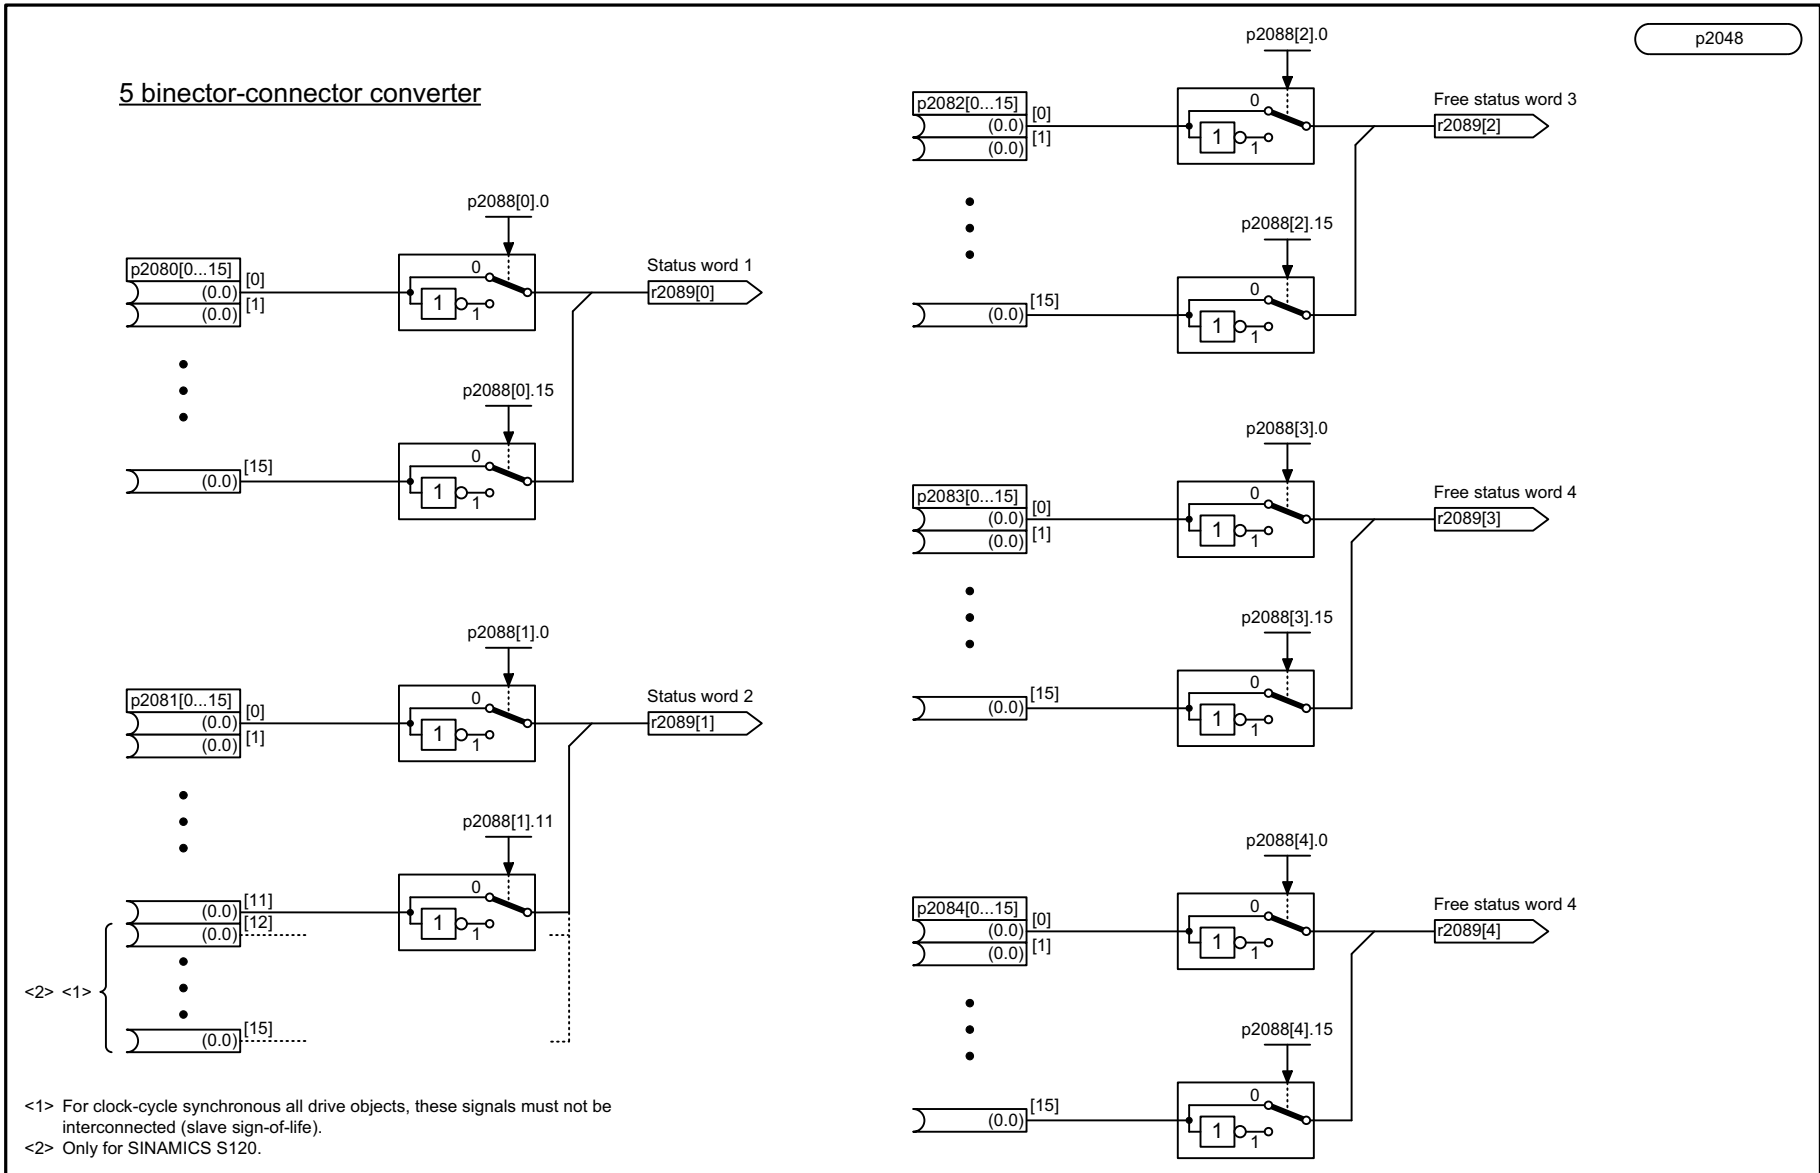 p2048
5 binector-connector converter
p2088[0].0
p2080[0...15]
[0]
(0.0)
[1]
(0.0)
0
1
1
Status word 1
r2089[0]
p2088[0].15
[15]
(0.0)
0
1
1
p2088[1].0
p2081[0...15]
[0]
(0.0)
[1]
(0.0)
0
1
1
Status word 2
r2089[1]
p2088[1].11
[11]
(0.0)
[12]
(0.0)
0
1
1
<2> <1>
[15]
(0.0)
<1> For clock-cycle synchronous all drive objects, these signals must not be
interconnected (slave sign-of-life).
<2> Only for SINAMICS S120.
p2088[2].0
p2082[0...15]
[0]
(0.0)
[1]
(0.0)
0
1
1
Free status word 3
r2089[2]
p2088[2].15
[15]
(0.0)
0
1
1
p2088[3].0
p2083[0...15]
[0]
(0.0)
[1]
(0.0)
0
1
1
Free status word 4
r2089[3]
p2088[3].15
[15]
(0.0)
0
1
1
p2088[4].0
p2084[0...15]
[0]
(0.0)
[1]
(0.0)
0
1
1
Free status word 4
r2089[4]
p2088[4].15
[15]
(0.0)
0
1
1